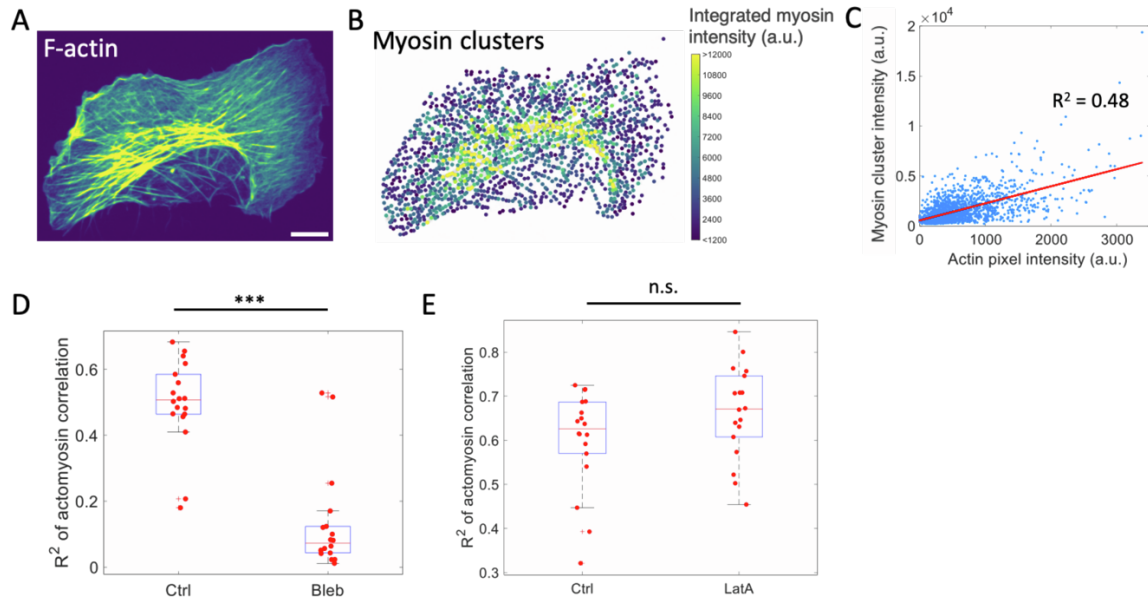 A
F-actin
B
Myosin clusters
Integrated myosin
intensity (a.u.)
>12000
10800
9600
8400
7200
6000
4800
3600
2400
<1200
C
× 10⁴
2
1.5
1
0.5
0
R² = 0.48
Myosin cluster intensity (a.u.)
0 1000 2000 3000
Actin pixel intensity (a.u.)
D
***
R² of actomyosin correlation
0.6
0.4
0.2
0
Ctrl Bleb
E
n.s.
R² of actomyosin correlation
0.8
0.7
0.6
0.5
0.4
0.3
Ctrl LatA